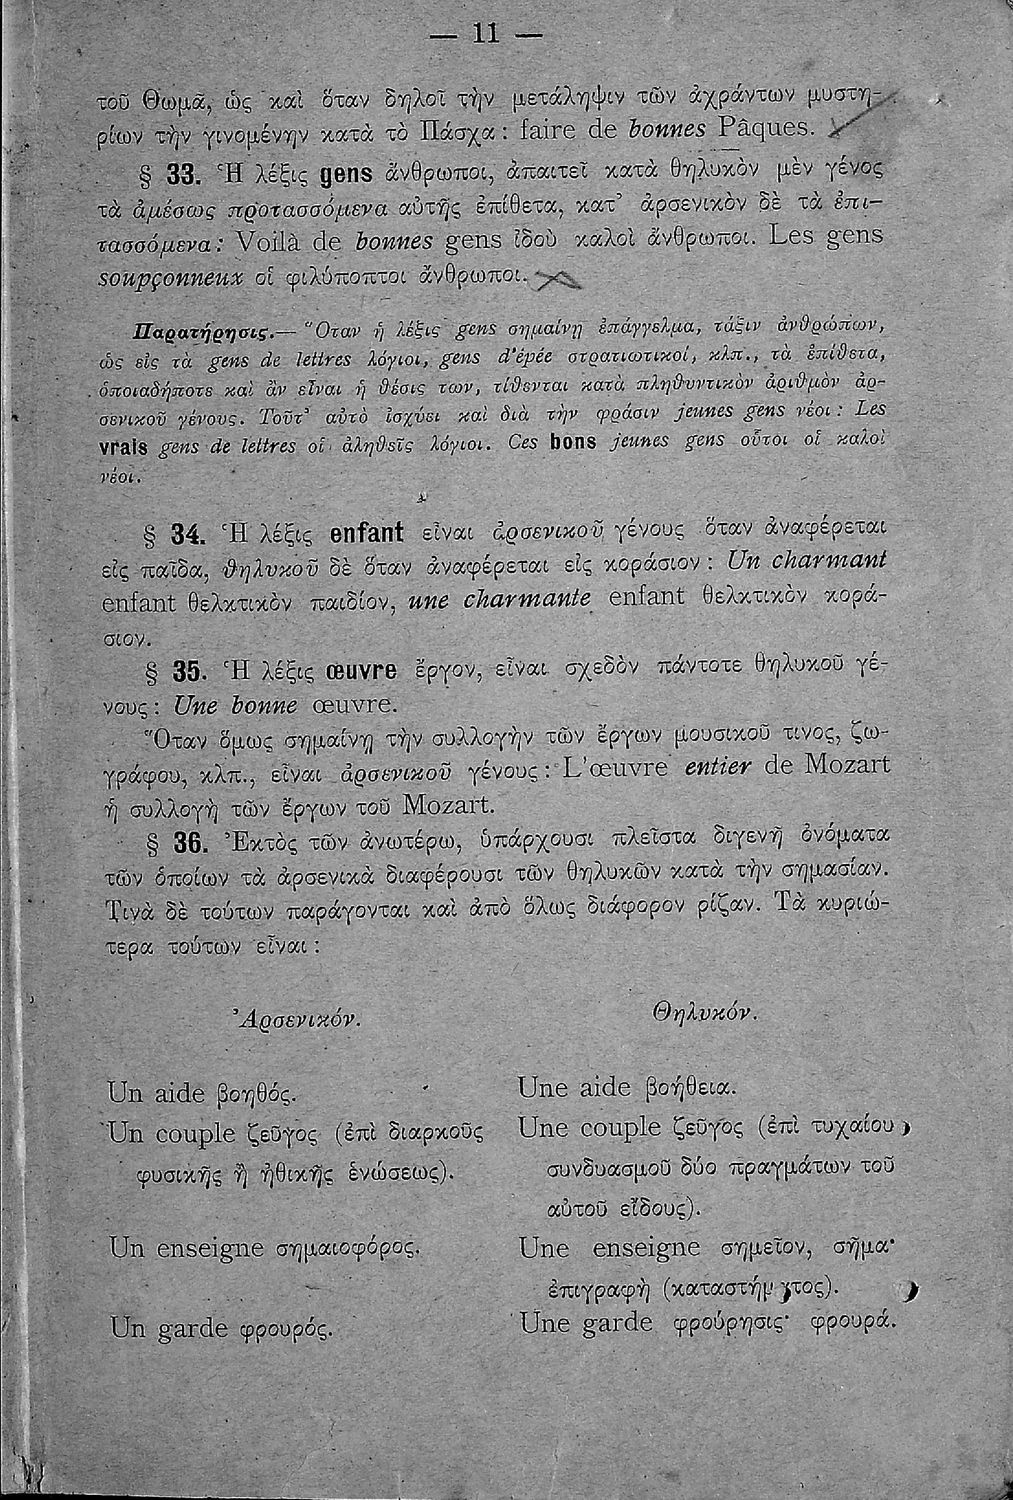 — 11 —
τοῦ Θωμᾶ, ὡς καὶ ὅταν δηλοῖ τὴν μετάληψιν τῶν ἀχράντων μυστη-
ρίων τὴν γινομένην κατὰ τὸ Πάσχα : faire de bonnes Pâques.
§ 33. Ἡ λέξις gens ἄνθρωποι, ἀπαιτεῖ κατὰ θηλυκὸν μὲν γένος
τὰ ἀμέσως προτασσόμενα αὐτῆς ἐπίθετα, κατ’ ἀρσενικὸν δὲ τὰ ἐπι-
τασσόμενα : Voilà de bonnes gens ἰδοὺ καλοὶ ἄνθρωποι. Les gens
soupçonneux οἱ φιλύποπτοι ἄνθρωποι.
Παρατήρησις.— Ὅταν ἡ λέξις gens σημαίνῃ ἐπάγγελμα, τάξιν ἀνθρώπων,
ὡς εἰς τὰ gens de lettres λόγιοι, gens d’épée στρατιωτικοί, κλπ., τὰ ἐπίθετα,
ὁποιαδήποτε καὶ ἂν εἶναι ἡ θέσις των, τίθενται κατὰ πληθυντικὸν ἀριθμὸν ἀρ-
σενικοῦ γένους. Τοῦτ’ αὐτὸ ἰσχύει καὶ διὰ τὴν φράσιν jeunes gens νέοι : Les
vrais gens de lettres οἱ ἀληθεῖς λόγιοι. Ces bons jeunes gens οὗτοι οἱ καλοὶ
νέοι.
§ 34. Ἡ λέξις enfant εἶναι ἀρσενικοῦ γένους ὅταν ἀναφέρεται
εἰς παῖδα, θηλυκοῦ δὲ ὅταν ἀναφέρεται εἰς κοράσιον : Un charmant
enfant θελκτικὸν παιδίον, une charmante enfant θελκτικὸν κορά-
σιον.
§ 35. Ἡ λέξις œuvre ἔργον, εἶναι σχεδὸν πάντοτε θηλυκοῦ γέ-
νους : Une bonne œuvre.
Ὅταν ὅμως σημαίνῃ τὴν συλλογὴν τῶν ἔργων μουσικοῦ τινος, ζω-
γράφου, κλπ., εἶναι ἀρσενικοῦ γένους : L’œuvre entier de Mozart
ἡ συλλογὴ τῶν ἔργων τοῦ Mozart.
§ 36. Ἐκτὸς τῶν ἀνωτέρω, ὑπάρχουσι πλεῖστα διγενῆ ὀνόματα
τῶν ὁποίων τὰ ἀρσενικὰ διαφέρουσι τῶν θηλυκῶν κατὰ τὴν σημασίαν.
Τινὰ δὲ τούτων παράγονται καὶ ἀπὸ ὅλως διάφορον ρίζαν. Τὰ κυριώ-
τερα τούτων εἶναι :
Ἀρσενικόν.
Un aide βοηθός.
Un couple ζεῦγος (ἐπὶ διαρκοῦς
φυσικῆς ἢ ἠθικῆς ἑνώσεως).
Un enseigne σημαιοφόρος.
Un garde φρουρός.
Θηλυκόν.
Une aide βοήθεια.
Une couple ζεῦγος (ἐπὶ τυχαίου
συνδυασμοῦ δύο πραγμάτων τοῦ
αὐτοῦ εἴδους).
Une enseigne σημεῖον, σῆμα·
ἐπιγραφὴ (καταστήματος).
Une garde φρούρησις· φρουρά.